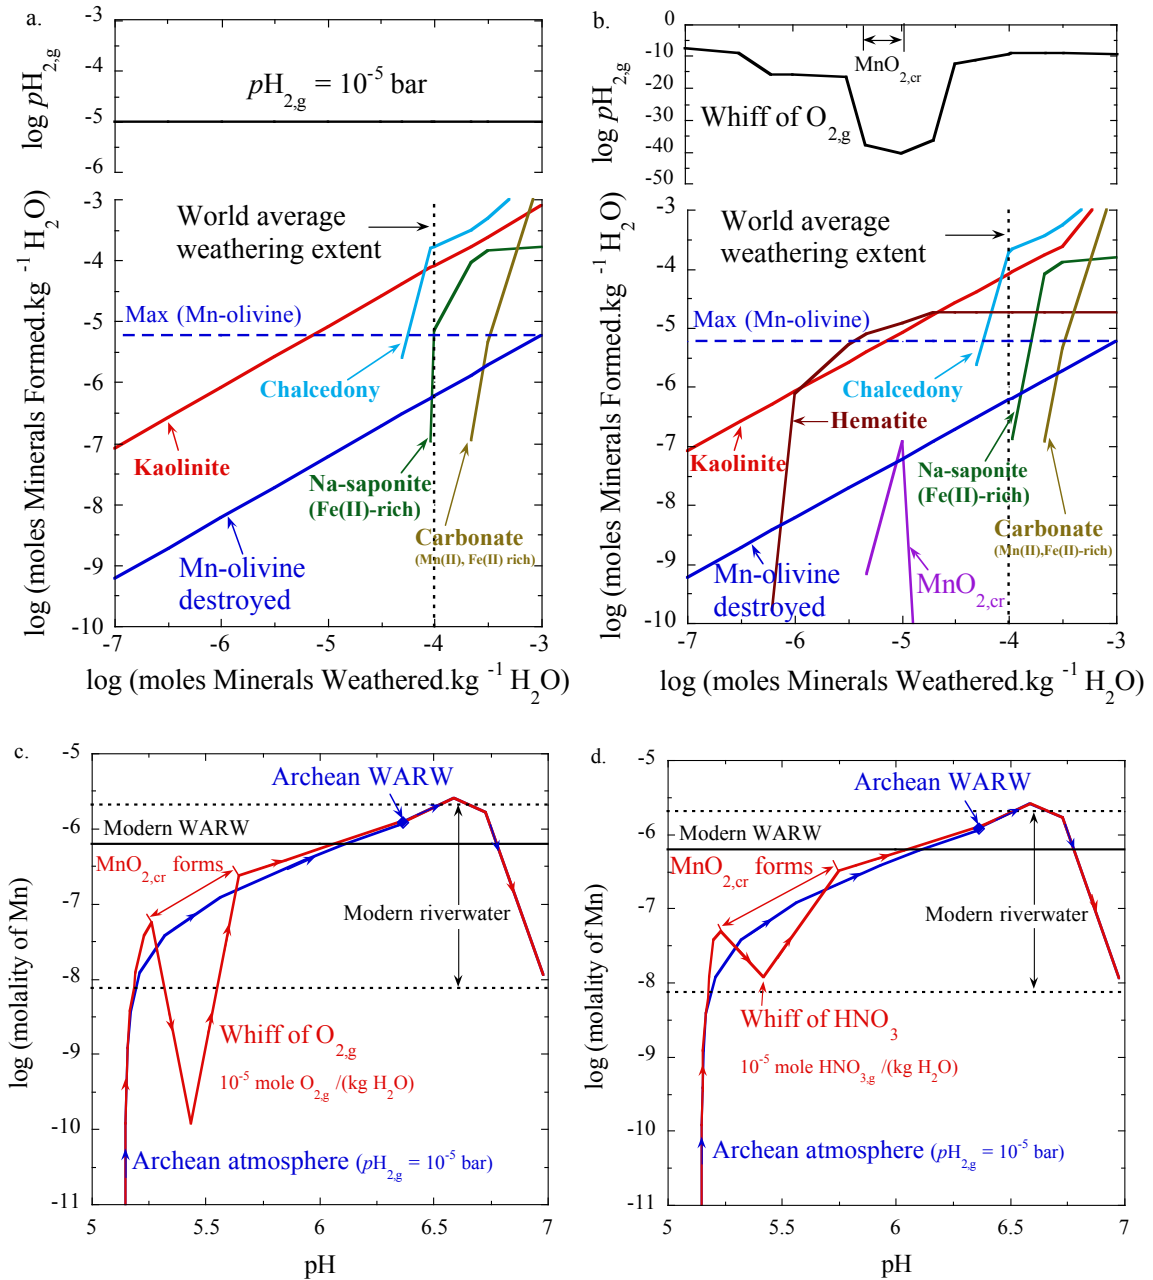 a.
-3
-4
-5
-6
log pH2,g
pH2,g = 10-5 bar
-3
-4
-5
-6
-7
-8
-9
-10
log (moles Minerals Formed.kg -1 H2O)
World average
weathering extent
Max (Mn-olivine)
Chalcedony
Kaolinite
Na-saponite
(Fe(II)-rich)
Carbonate
(Mn(II), Fe(II) rich)
Mn-olivine
destroyed
-7 -6 -5 -4 -3
log (moles Minerals Weathered.kg -1 H2O)
b.
0
-10
-20
-30
-40
-50
log pH2,g
MnO2,cr
Whiff of O2,g
-3
-4
-5
-6
-7
-8
-9
-10
log (moles Minerals Formed.kg -1 H2O)
World average
weathering extent
Max (Mn-olivine)
Chalcedony
Hematite
Kaolinite
Na-saponite
(Fe(II)-rich)
Carbonate
(Mn(II),Fe(II)-rich)
Mn-olivine
destroyed
MnO2,cr
-7 -6 -5 -4 -3
log (moles Minerals Weathered.kg -1 H2O)
c.
-5
-6
-7
-8
-9
-10
-11
log (molality of Mn)
Archean WARW
Modern WARW
MnO2,cr forms
Modern riverwater
Whiff of O2,g
10-5 mole O2,g /(kg H2O)
Archean atmosphere (pH2,g = 10-5 bar)
5 5.5 6 6.5 7
pH
d.
-5
-6
-7
-8
-9
-10
-11
log (molality of Mn)
Archean WARW
Modern WARW
MnO2,cr forms
Modern riverwater
Whiff of HNO3
10-5 mole HNO3,g /(kg H2O)
Archean atmosphere (pH2,g = 10-5 bar)
5 5.5 6 6.5 7
pH